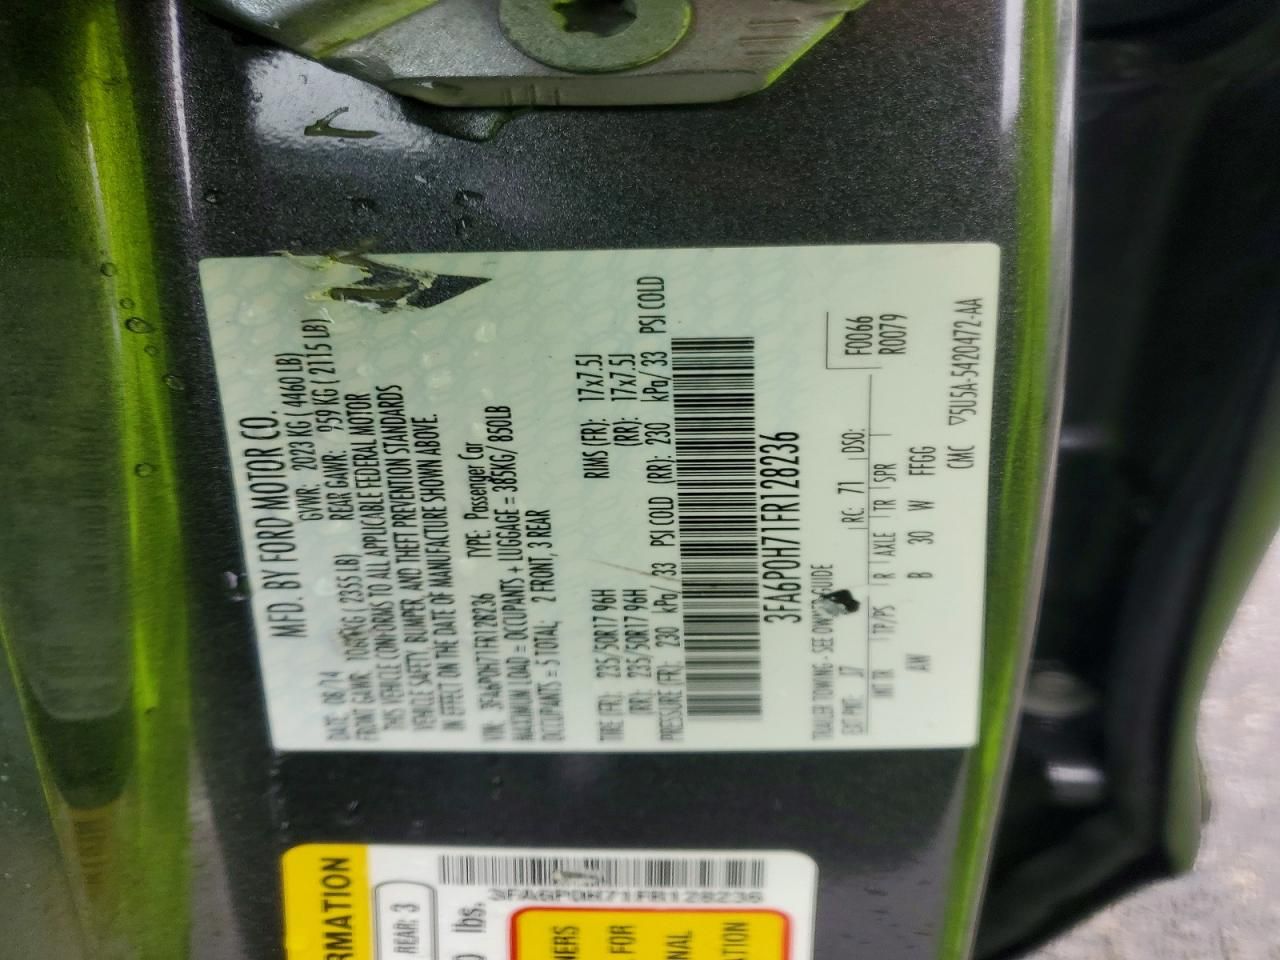 MFD. BY FORD MOTOR CO.
DATE: 08/14 GVWR: 2023 KG ( 4460 LB)
FRONT GAWR: KG ( 2355 LB) REAR GAWR: 959 KG ( 2115 LB)
THIS VEHICLE CONFORMS TO ALL APPLICABLE FEDERAL MOTOR
VEHICLE SAFETY, BUMPER, AND THEFT PREVENTION STANDARDS
IN EFFECT ON THE DATE OF MANUFACTURE SHOWN ABOVE.
VIN: 3FA6P0H71FR128236 TYPE: Passenger Car
MAXIMUM LOAD = OCCUPANTS + LUGGAGE = 385KG/ 850LB
OCCUPANTS = 5 TOTAL; 2 FRONT, 3 REAR
TIRE (FR): 235/50R17 96H RIMS (FR): 17x7.5J
(RR): 235/50R17 96H (RR): 17x7.5J
PRESSURE (FR): 230 kPa/ 33 PSI COLD (RR): 230 kPa/ 33 PSI COLD
3FA6P0H71FR128236
TRAILER TOWING - SEE OWNER GUIDE
F0066
R0079
EXT PNT: J7 RC: 71 DSO:
INT TR TP/PS R AXLE TR SPR
AW B 30 W FFGG
CMC ▽5U5A-5420472-AA
RMATION
REAR: 3
lbs.
3FA6P0H71FR128236
NERS
FOR
NAL
TION